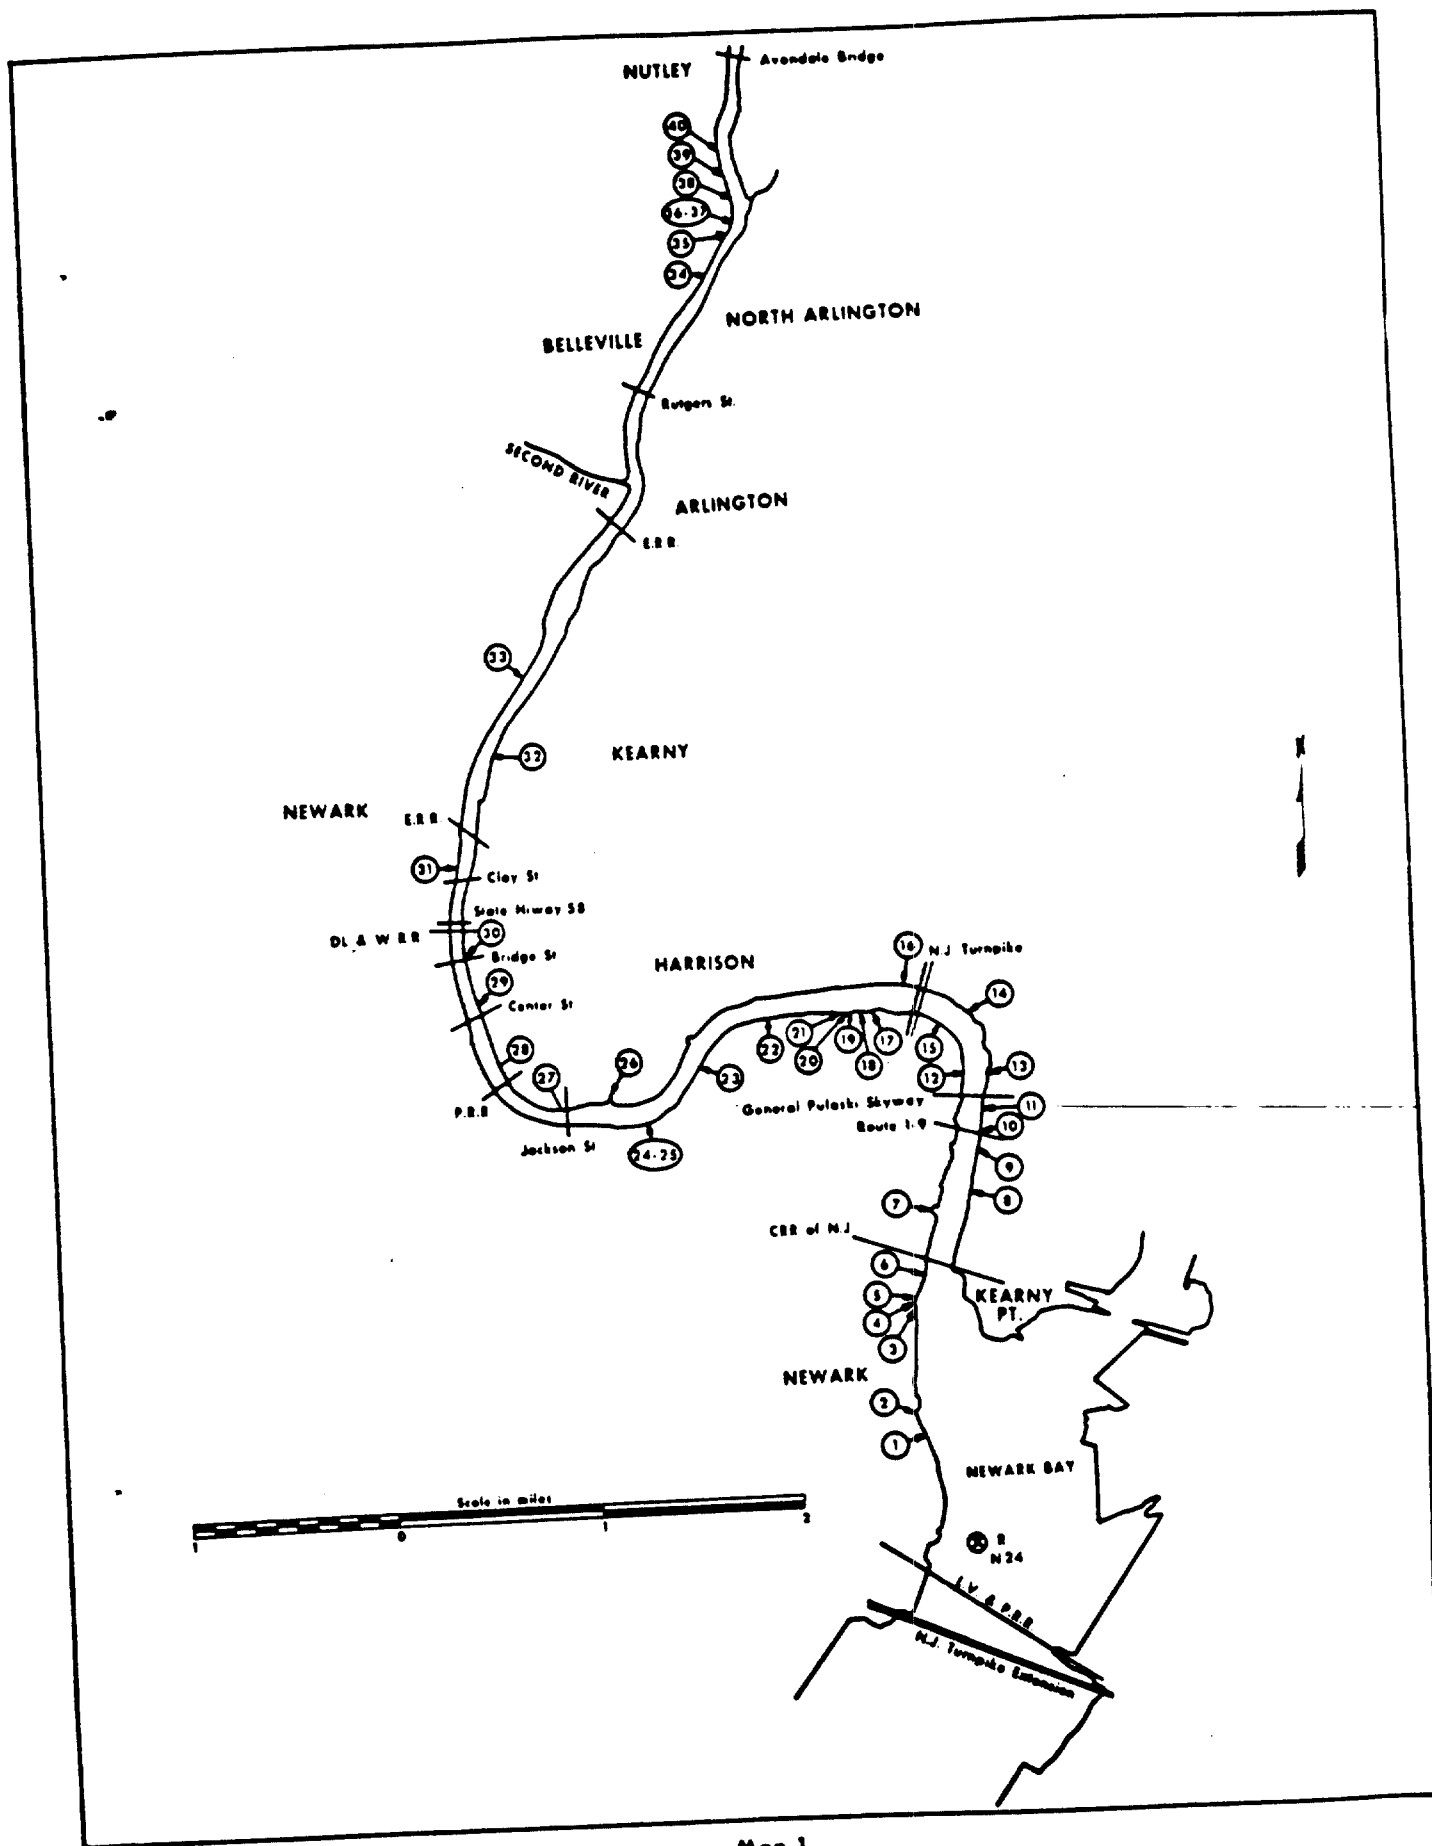 NUTLEY
Avondale Bridge
40
39
38
36-37
35
34
NORTH ARLINGTON
BELLEVILLE
Rutgers St.
SECOND RIVER
ARLINGTON
E.R.R.
33
32
KEARNY
NEWARK
E.R.R.
31
Clay St
State Hiway 58
DL & W R R
30
Bridge St
29
Center St
HARRISON
16
N.J. Turnpike
14
28
27
26
P.R.R
Jackson St
24-25
23
22
21
20
19
18
17
15
12
13
General Pulaski Skyway
11
Route 1-9
10
9
8
7
CRR of N.J
6
5
4
3
KEARNY
PT.
NEWARK
2
1
NEWARK BAY
Scale in miles
1 0 1 2
R
N24
L.V. & P.R.R
N.J. Turnpike Extension
Map 1